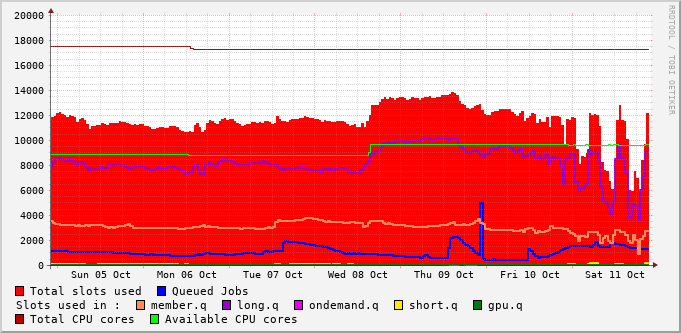 20000
18000
16000
14000
12000
10000
8000
6000
4000
2000
0
Sun 05 Oct Mon 06 Oct Tue 07 Oct Wed 08 Oct Thu 09 Oct Fri 10 Oct Sat 11 Oct
RRDTOOL / TOBI OETIKER
Total slots used Queued Jobs
Slots used in : member.q long.q ondemand.q short.q gpu.q
Total CPU cores Available CPU cores